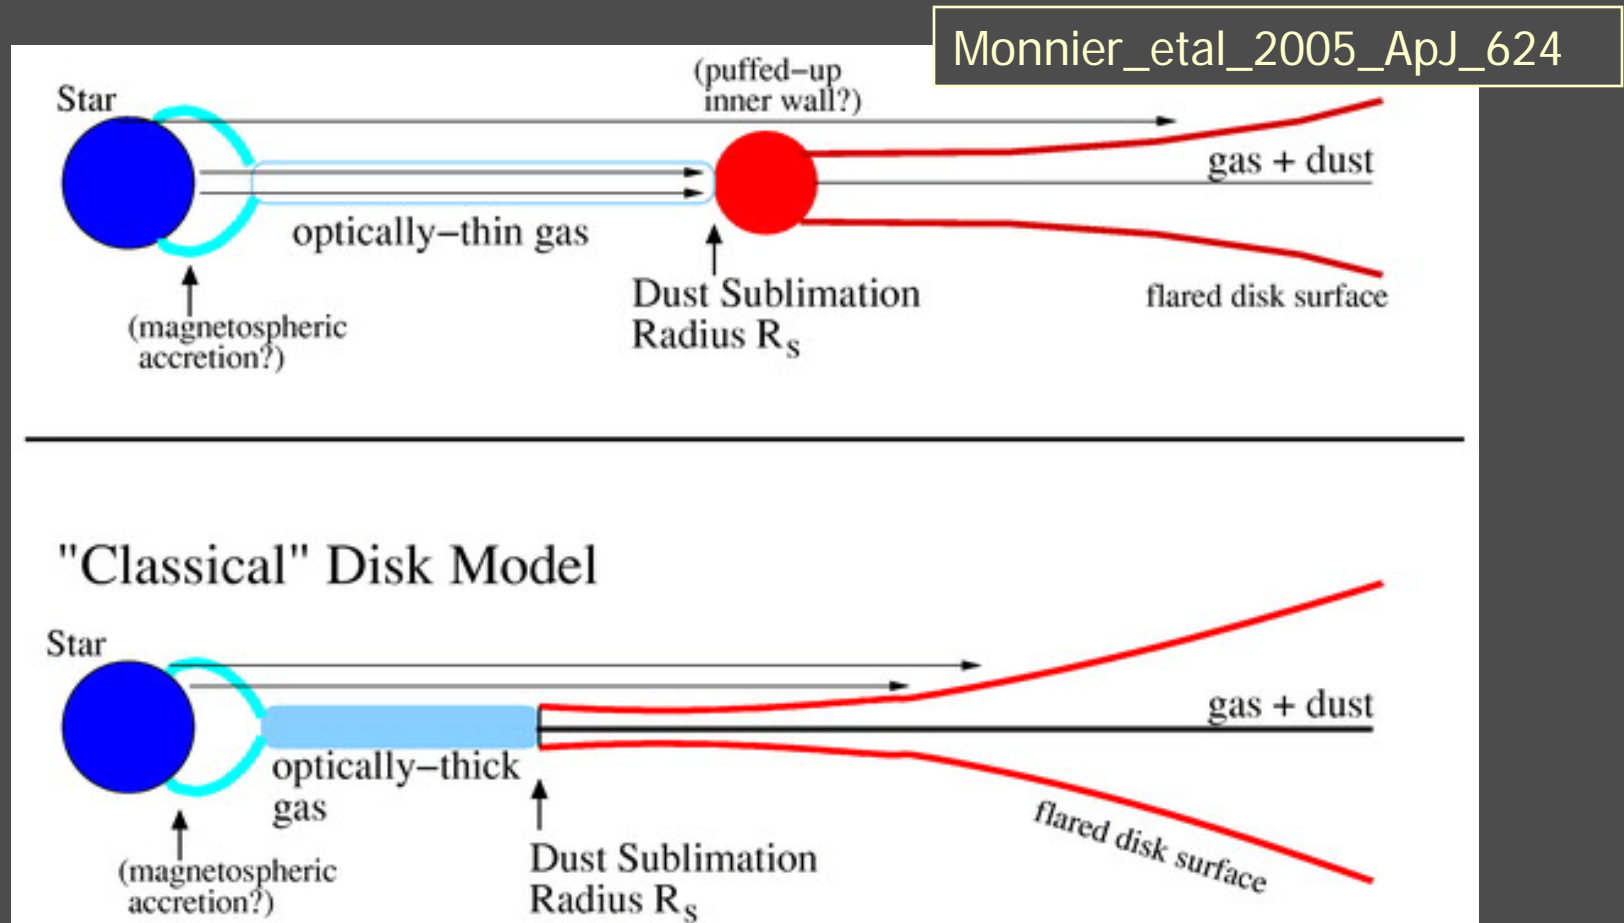 Monnier_etal_2005_ApJ_624
(puffed-up
inner wall?)
Star
gas + dust
optically-thin gas
Dust Sublimation
Radius Rs
flared disk surface
(magnetospheric
accretion?)
"Classical" Disk Model
Star
gas + dust
optically-thick
gas
flared disk surface
Dust Sublimation
Radius Rs
(magnetospheric
accretion?)